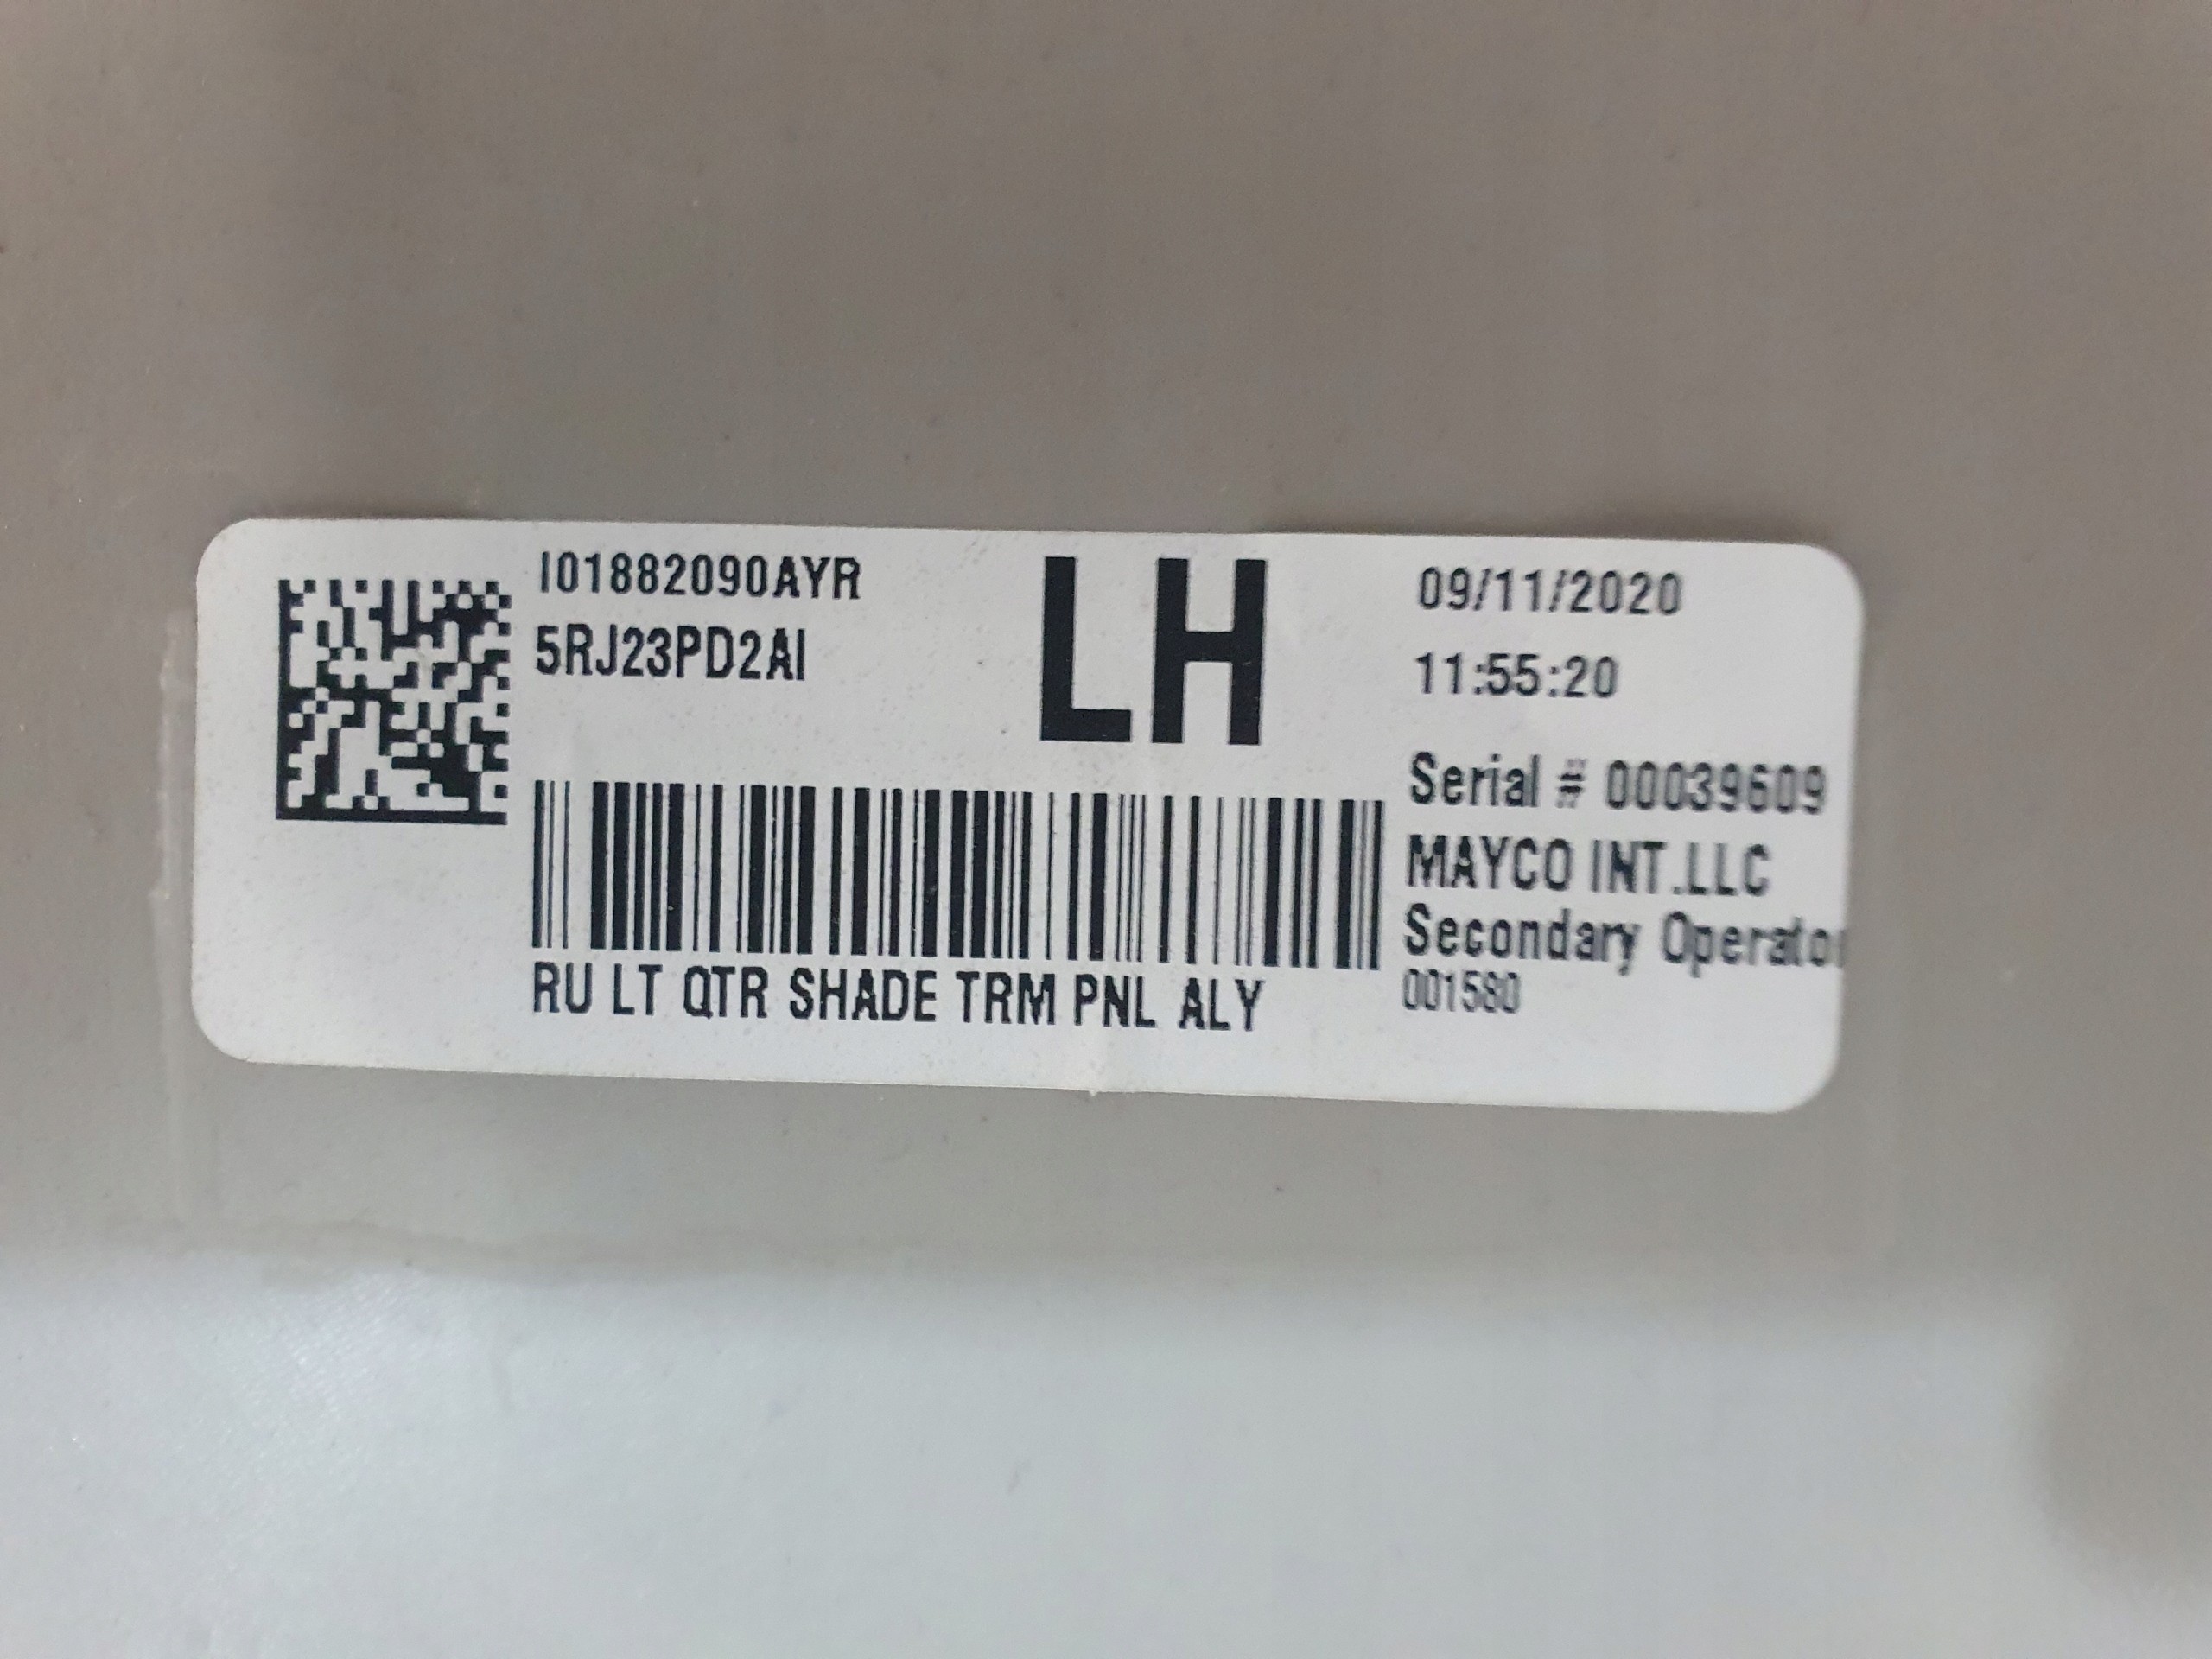 I01882090AYR
5RJ23PD2AI
LH
09/11/2020
11:55:20
Serial # 00039609
MAYCO INT.LLC
Secondary Operator
001580
RU LT QTR SHADE TRM PNL ALY